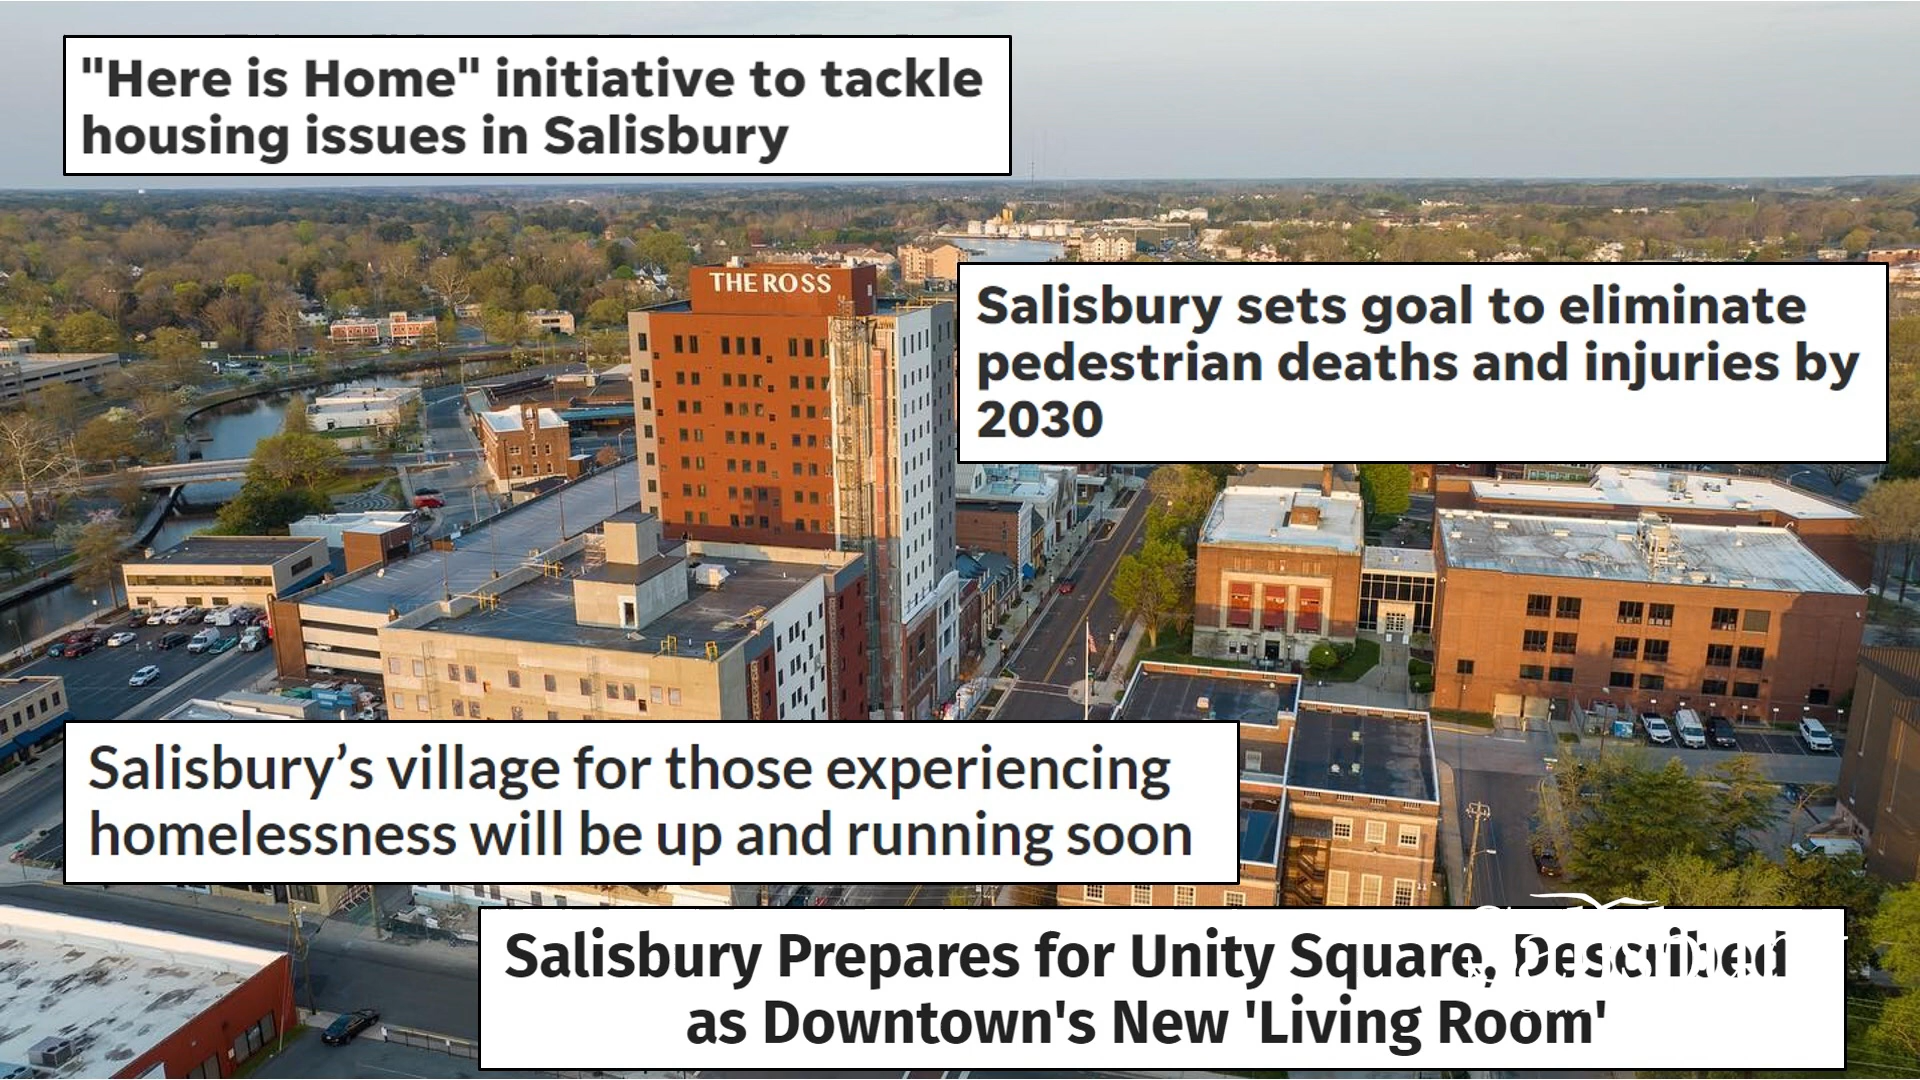 "Here is Home" initiative to tackle
housing issues in Salisbury
THE ROSS
Salisbury sets goal to eliminate
pedestrian deaths and injuries by
2030
Salisbury’s village for those experiencing
homelessness will be up and running soon
Salisbury Prepares for Unity Square, Described
as Downtown's New 'Living Room'